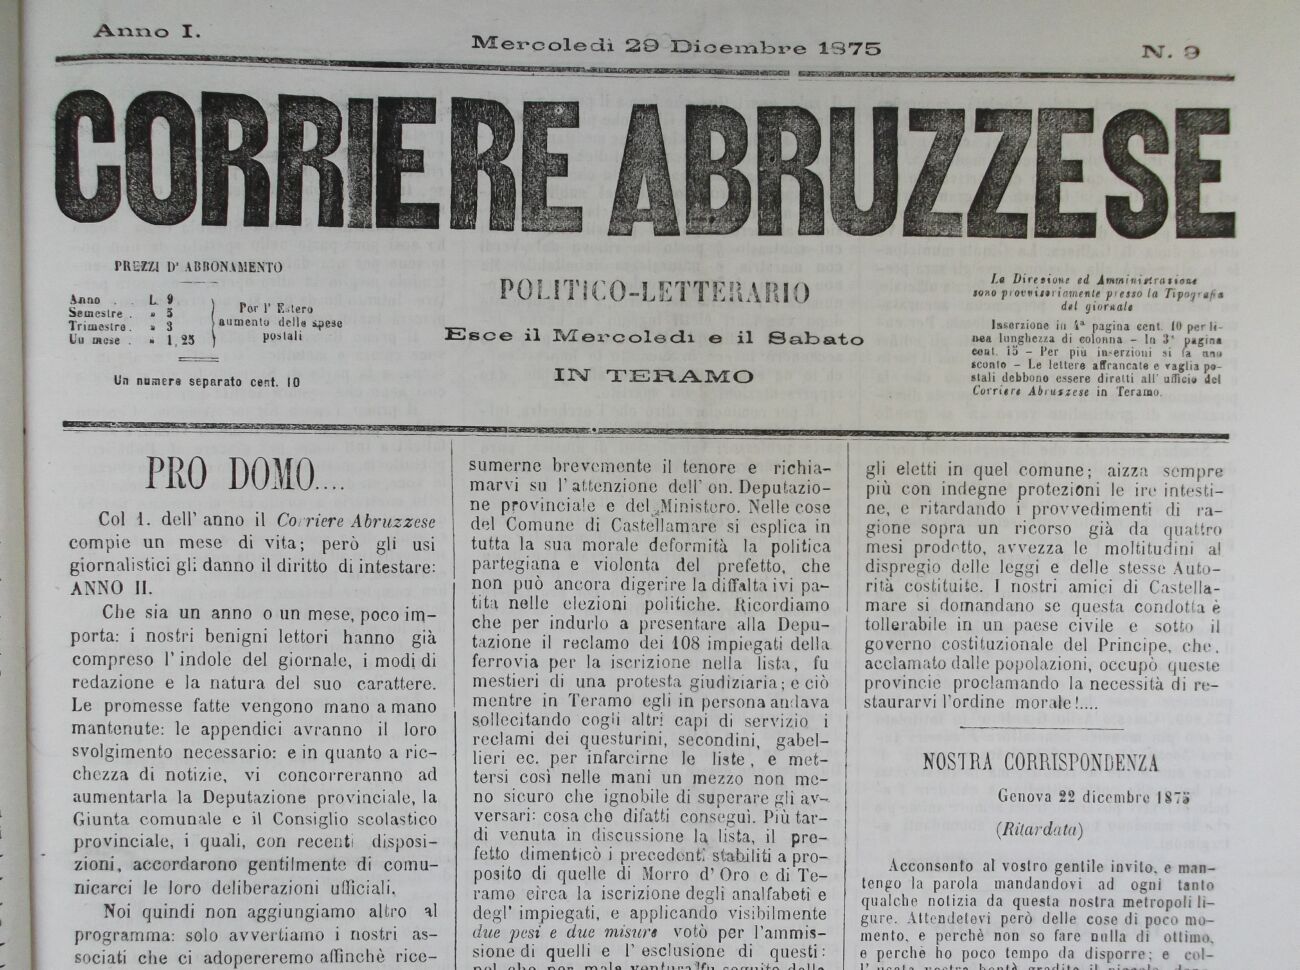 Anno I.
Mercoledì 29 Dicembre 1875
N. 9
CORRIERE ABRUZZESE
PREZZI D' ABBONAMENTO
Anno . . L. 9
Semestre . » 5
Trimestre. » 3
Un mese . » 1, 25
Per l' Estero
aumento delle spese
postali
Un numero separato cent. 10
POLITICO-LETTERARIO
Esce il Mercoledì e il Sabato
IN TERAMO
La Direzione ed Amministrazione
sono provvisoriamente presso la Tipografia
del giornale
Inserzione in 4ª pagina cent. 10 per li-
nea lunghezza di colonna - In 3ª pagina
cent. 15 - Per più inserzioni si fa uno
sconto - Le lettere affrancate e vaglia po-
stali debbono essere diretti all' ufficio del
Corriere Abruzzese in Teramo.
PRO DOMO....
Col 1. dell' anno il Corriere Abruzzese
compie un mese di vita; però gli usi
giornalistici gli danno il diritto di intestare:
ANNO II.
Che sia un anno o un mese, poco im-
porta: i nostri benigni lettori hanno già
compreso l' indole del giornale, i modi di
redazione e la natura del suo carattere.
Le promesse fatte vengono mano a mano
mantenute: le appendici avranno il loro
svolgimento necessario: e in quanto a ric-
chezza di notizie, vi concorreranno ad
aumentarla la Deputazione provinciale, la
Giunta comunale e il Consiglio scolastico
provinciale, i quali, con recenti disposi-
zioni, accordarono gentilmente di comu-
nicarci le loro deliberazioni ufficiali.
Noi quindi non aggiungiamo altro al
programma: solo avvertiamo i nostri as-
sociati che ci adopereremo affinchè rice-
sumerne brevemente il tenore e richia-
marvi su l' attenzione dell' on. Deputazio-
ne provinciale e del Ministero. Nelle cose
del Comune di Castellamare si esplica in
tutta la sua morale deformità la politica
partegiana e violenta del prefetto, che
non può ancora digerire la diffalta ivi pa-
tita nelle elezioni politiche. Ricordiamo
che per indurlo a presentare alla Depu-
tazione il reclamo dei 108 impiegati della
ferrovia per la iscrizione nella lista, fu
mestieri di una protesta giudiziaria; e ciò
mentre in Teramo egli in persona andava
sollecitando cogli altri capi di servizio i
reclami dei questurini, secondini, gabel-
lieri ec. per infarcirne le liste, e met-
tersi così nelle mani un mezzo non me-
no sicuro che ignobile di superare gli av-
versari: cosa che difatti conseguì. Più tar-
di venuta in discussione la lista, il pre-
fetto dimenticò i precedenti stabiliti a pro-
posito di quelle di Morro d' Oro e di Te-
ramo circa la iscrizione degli analfabeti e
degl' impiegati, e applicando visibilmente
due pesi e due misure votò per l'ammis-
sione di quelli e l' esclusione di questi:
nel che per mala ventura fu seguito dalla
gli eletti in quel comune; aizza sempre
più con indegne protezioni le ire intesti-
ne, e ritardando i provvedimenti di ra-
gione sopra un ricorso già da quattro
mesi prodotto, avvezza le moltitudini al
dispregio delle leggi e delle stesse Auto-
rità costituite. I nostri amici di Castella-
mare si domandano se questa condotta è
tollerabile in un paese civile e sotto il
governo costituzionale del Principe, che,
acclamato dalle popolazioni, occupò queste
provincie proclamando la necessità di re-
staurarvi l'ordine morale!....
NOSTRA CORRISPONDENZA
Genova 22 dicembre 1875
(Ritardata)
Acconsento al vostro gentile invito, e man-
tengo la parola mandandovi ad ogni tanto
qualche notizia da questa nostra metropoli li-
gure. Attendetevi però delle cose di poco mo-
mento, e perchè non so fare nulla di ottimo,
e perchè ho poco tempo da disporre; e col-